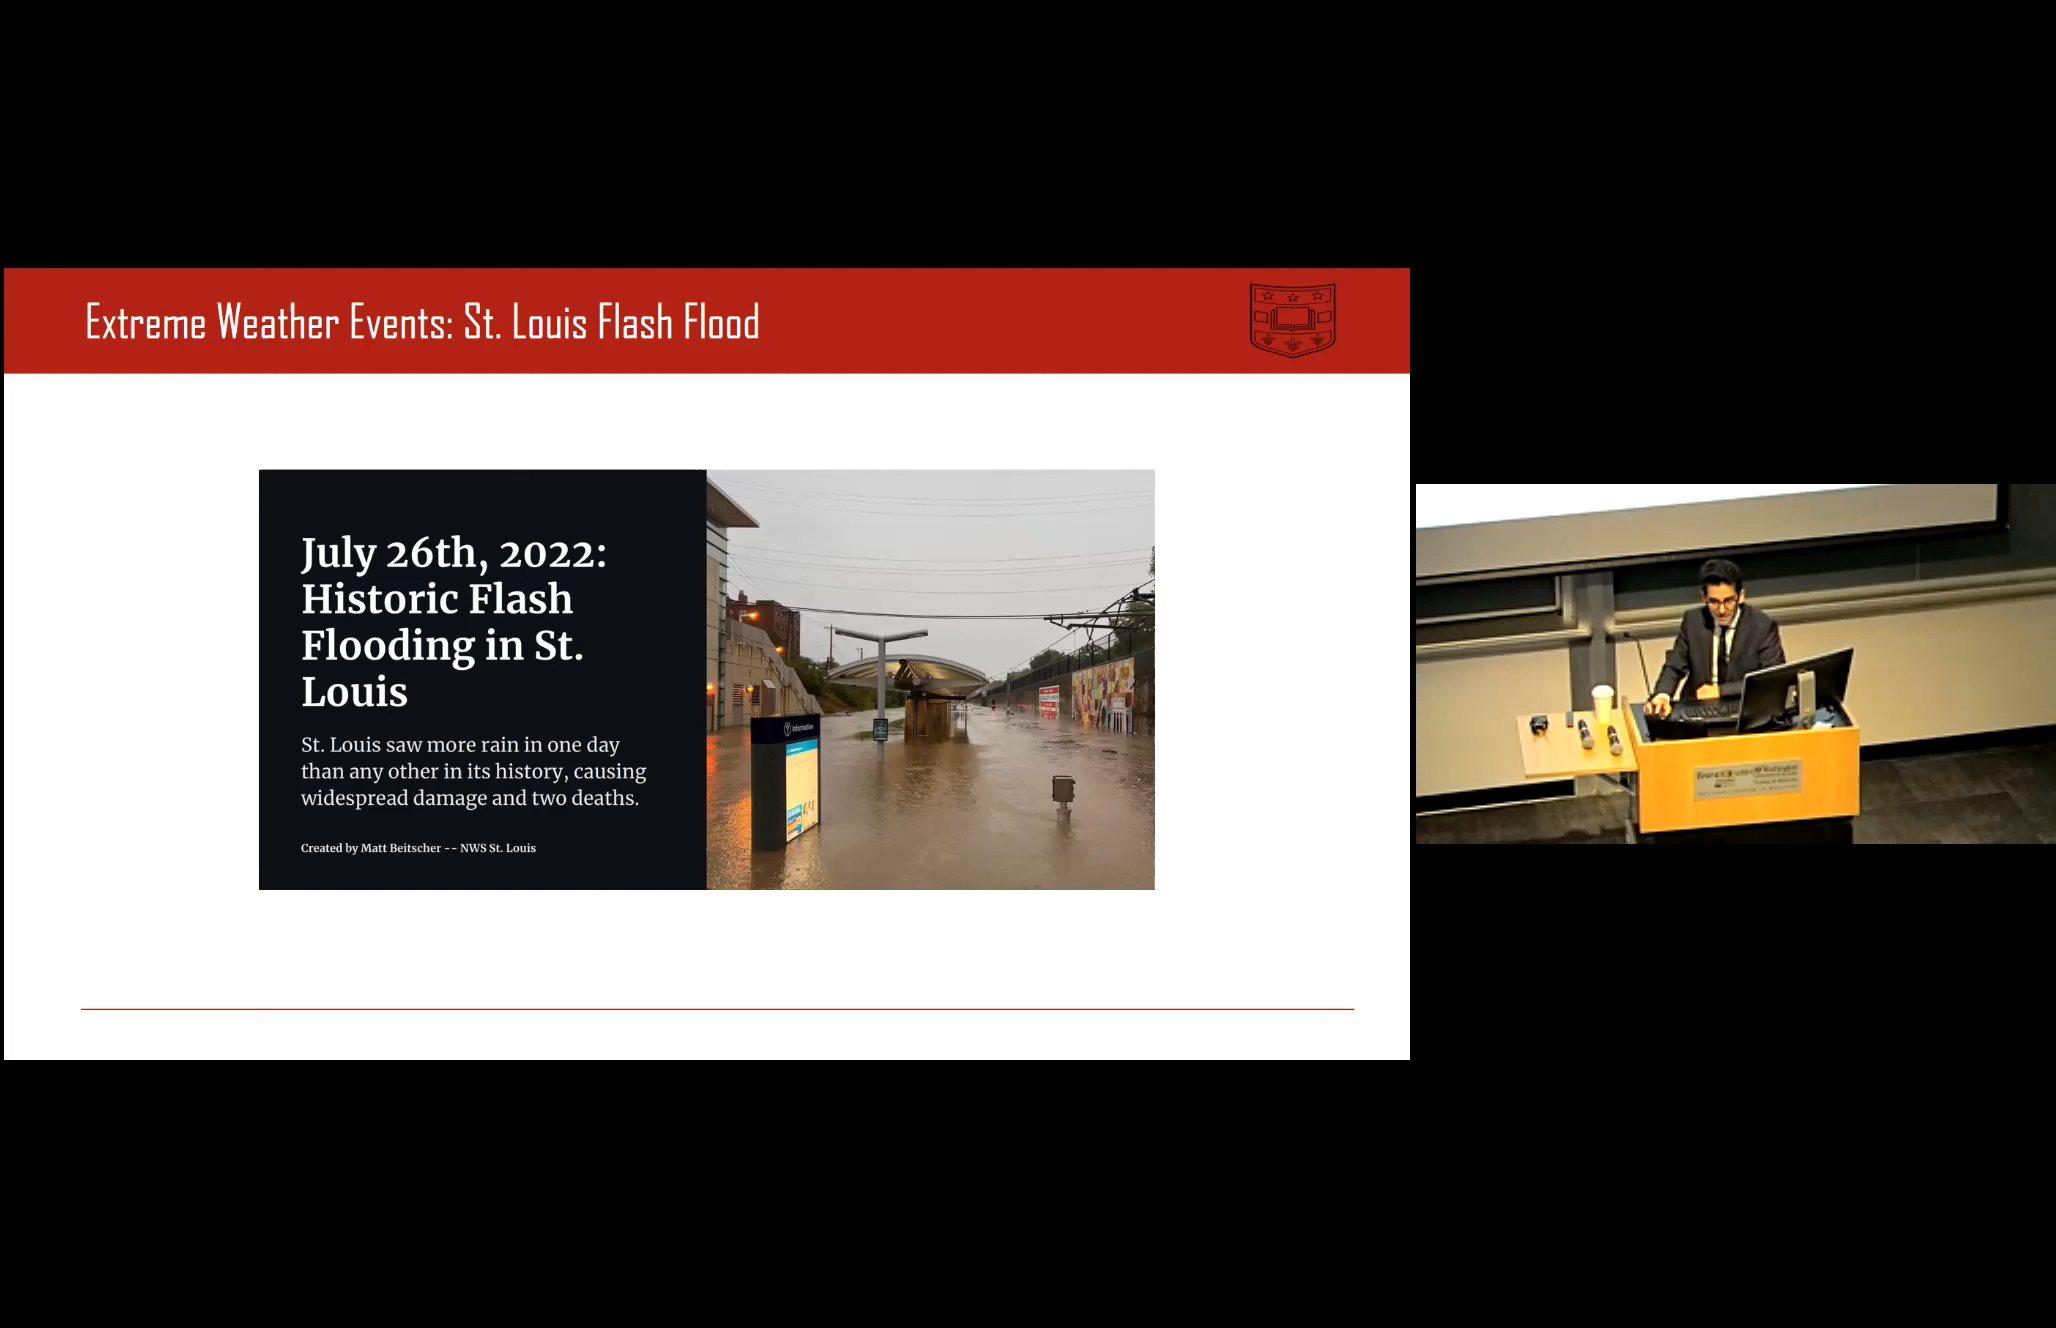 Extreme Weather Events: St. Louis Flash Flood
July 26th, 2022:
Historic Flash
Flooding in St.
Louis
St. Louis saw more rain in one day
than any other in its history, causing
widespread damage and two deaths.
Created by Matt Beitscher -- NWS St. Louis
Information